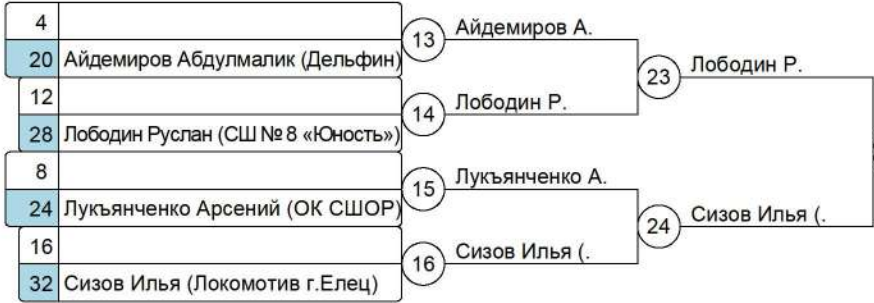 4
20 Айдемиров Абдулмалик (Дельфин)
13
Айдемиров А.
12
28 Лободин Руслан (СШ № 8 «Юность»)
14
Лободин Р.
23
Лободин Р.
8
24 Лукъянченко Арсений (ОК СШОР)
15
Лукъянченко А.
16
32 Сизов Илья (Локомотив г.Елец)
16
Сизов Илья (.
24
Сизов Илья (.